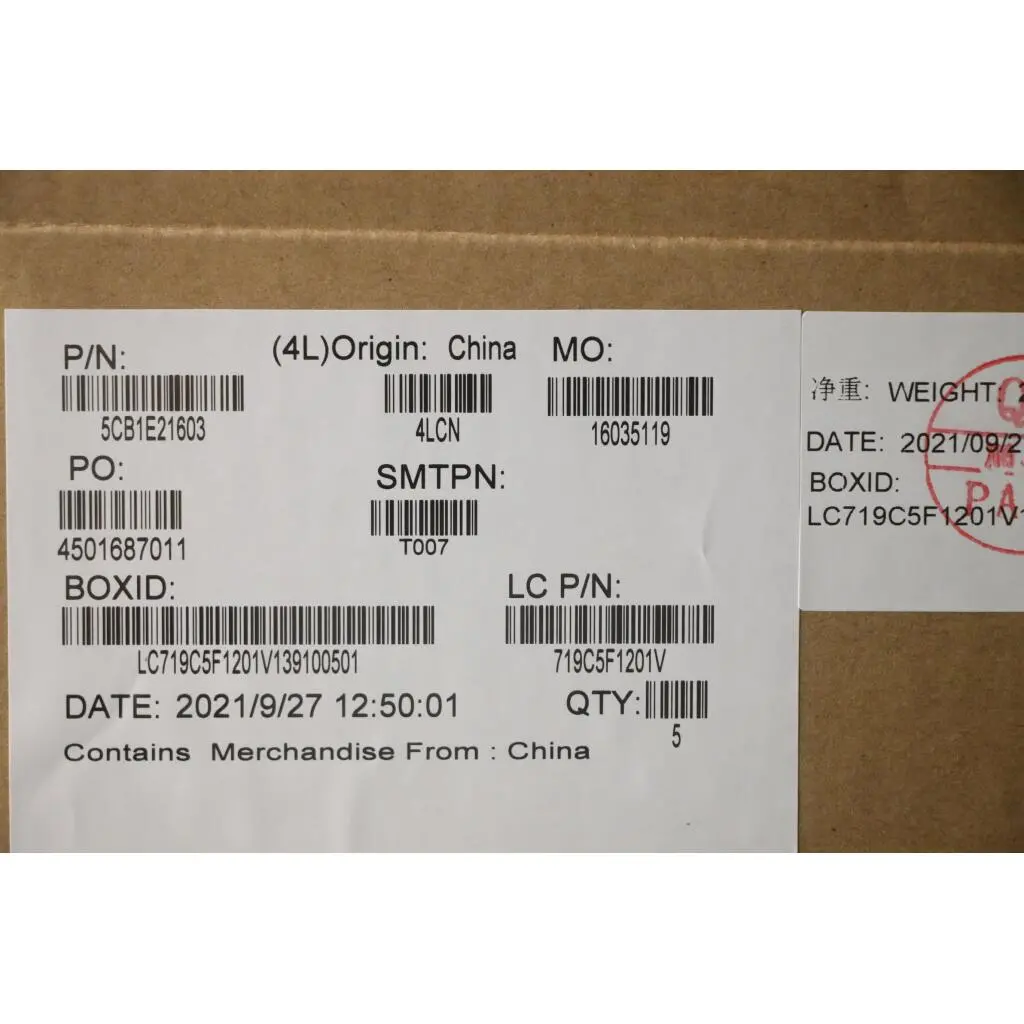 P/N: (4L)Origin: China MO:
5CB1E21603 4LCN 16035119
PO: SMTPN:
4501687011 T007
BOXID: LC P/N:
LC719C5F1201V139100501 719C5F1201V
DATE: 2021/9/27 12:50:01 QTY:
5
Contains Merchandise From : China
净重: WEIGHT:
DATE: 2021/09/2
BOXID:
LC719C5F1201V1
PA